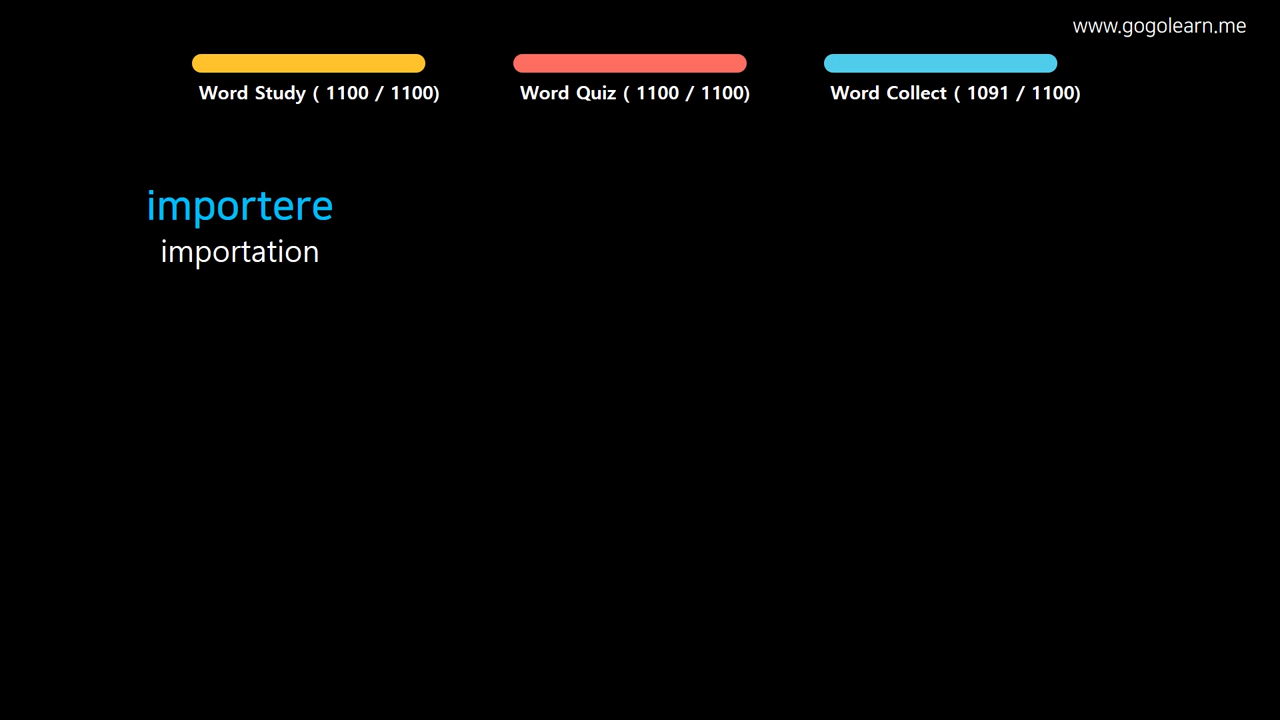 www.gogolearn.me
Word Study ( 1100 / 1100)
Word Quiz ( 1100 / 1100)
Word Collect ( 1091 / 1100)
importere
importation